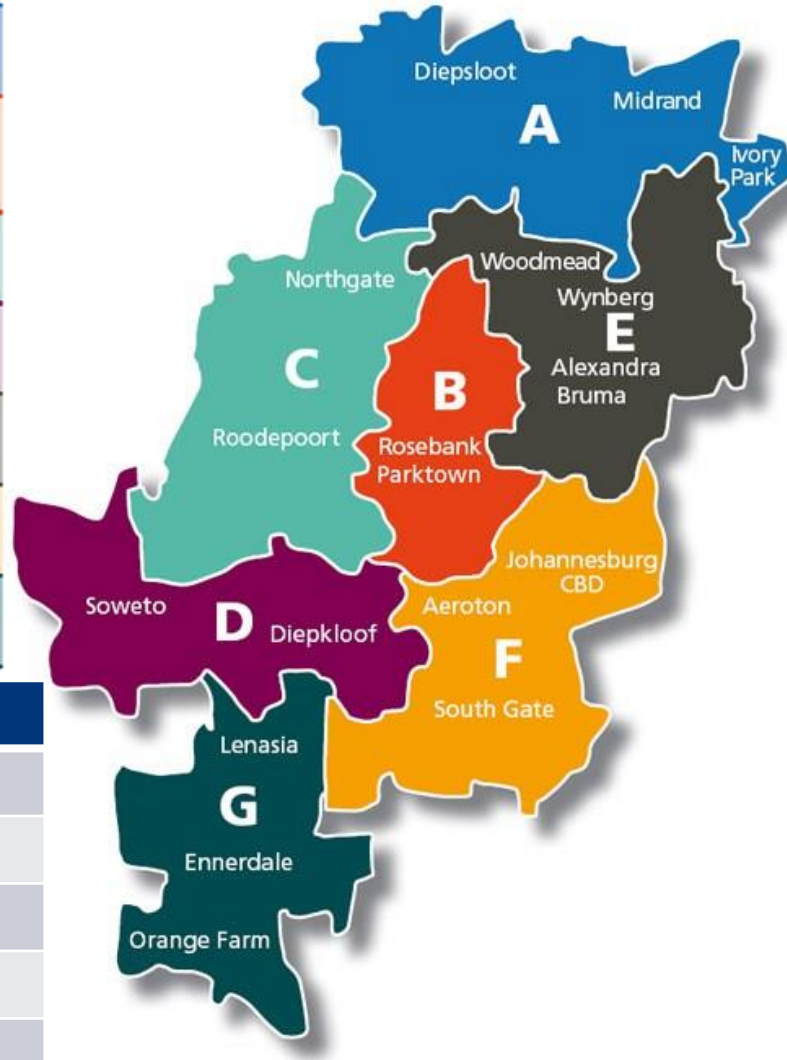 Diepsloot
Midrand
A
Ivory
Park
Woodmead
Northgate
Wynberg
E
C
Alexandra
B
Bruma
Roodepoort
Rosebank
Parktown
Johannesburg
CBD
Soweto
Aeroton
D
Diepkloof
F
South Gate
Lenasia
G
Ennerdale
Orange Farm